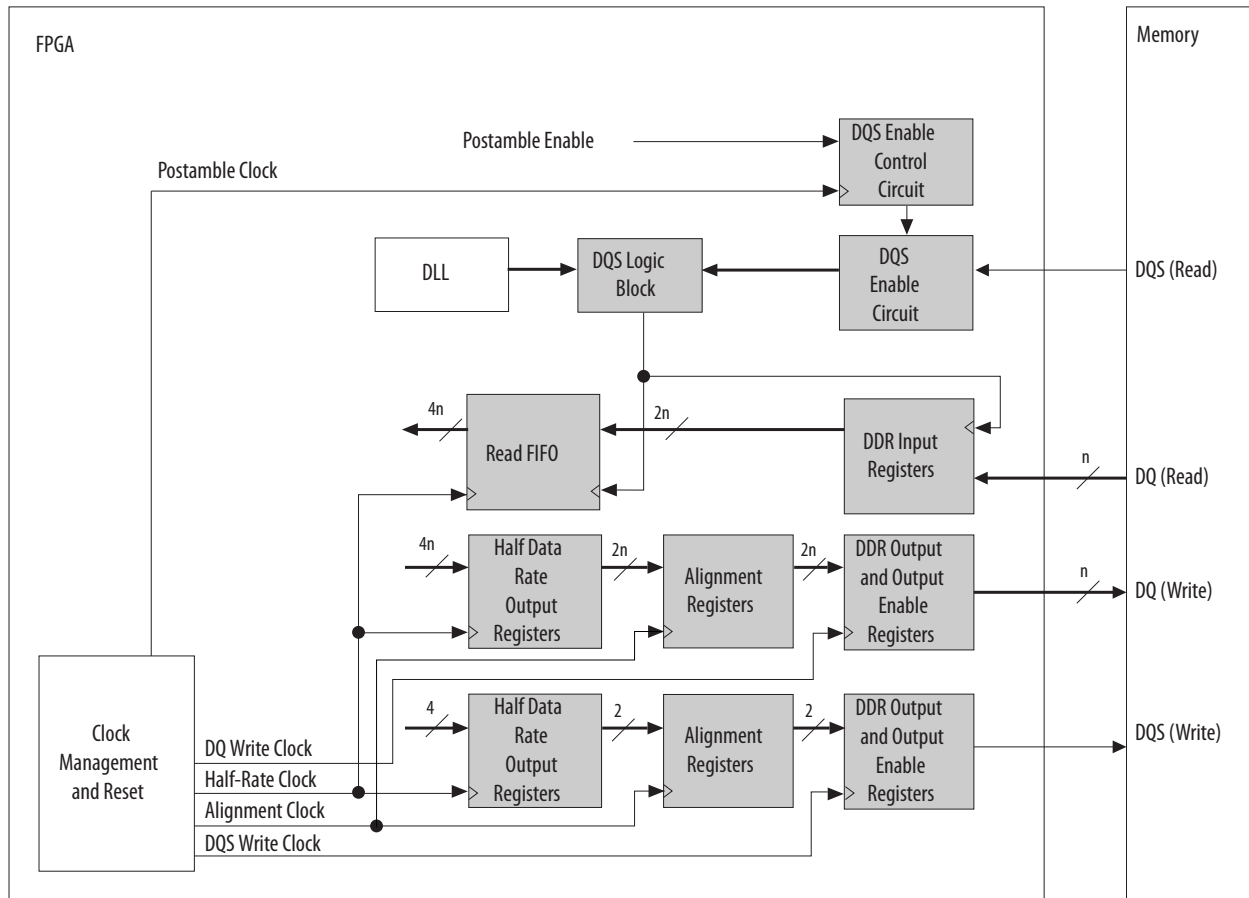 FPGA
Memory
Postamble Enable
DQS Enable
Control
Circuit
Postamble Clock
DLL
DQS Logic
Block
DQS
Enable
Circuit
DQS (Read)
4n
2n
Read FIFO
DDR Input
Registers
n
DQ (Read)
4n
Half Data
Rate
Output
Registers
2n
Alignment
Registers
2n
DDR Output
and Output
Enable
Registers
n
DQ (Write)
Clock
Management
and Reset
4
Half Data
Rate
Output
Registers
2
Alignment
Registers
2
DDR Output
and Output
Enable
Registers
DQS (Write)
DQ Write Clock
Half-Rate Clock
Alignment Clock
DQS Write Clock